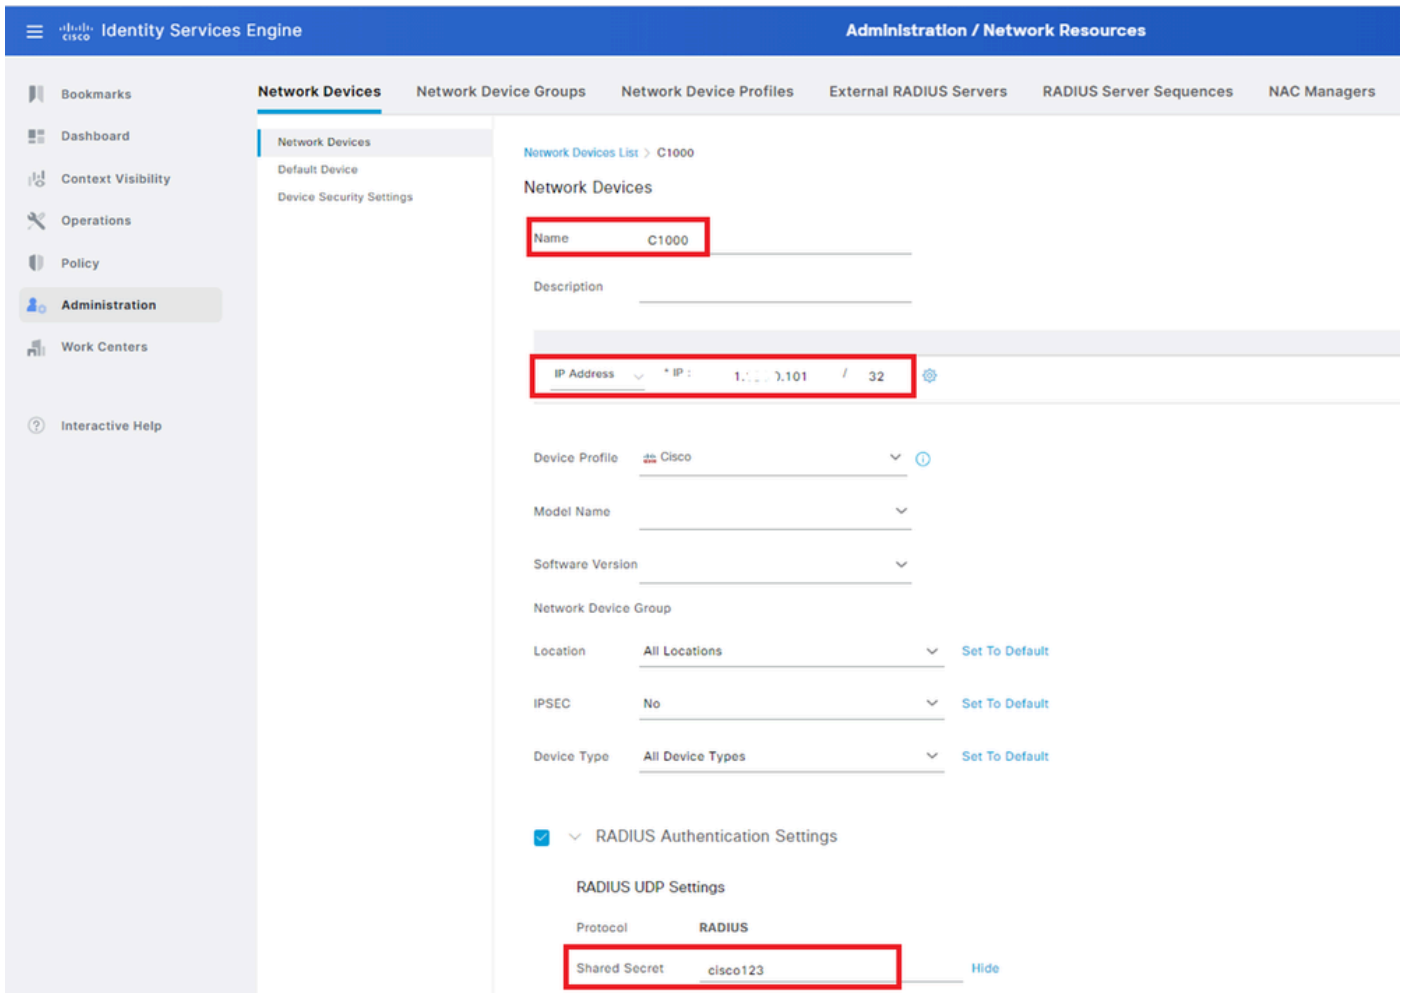 cisco Identity Services Engine
Administration / Network Resources
Bookmarks
Dashboard
Context Visibility
Operations
Policy
Administration
Work Centers
Interactive Help
Network Devices Network Device Groups Network Device Profiles External RADIUS Servers RADIUS Server Sequences NAC Managers
Network Devices
Default Device
Device Security Settings
Network Devices List > C1000
Network Devices
Name C1000
Description
IP Address * IP : / 32
Device Profile Cisco
Model Name
Software Version
Network Device Group
Location All Locations Set To Default
IPSEC No Set To Default
Device Type All Device Types Set To Default
RADIUS Authentication Settings
RADIUS UDP Settings
Protocol RADIUS
Shared Secret cisco123 Hide